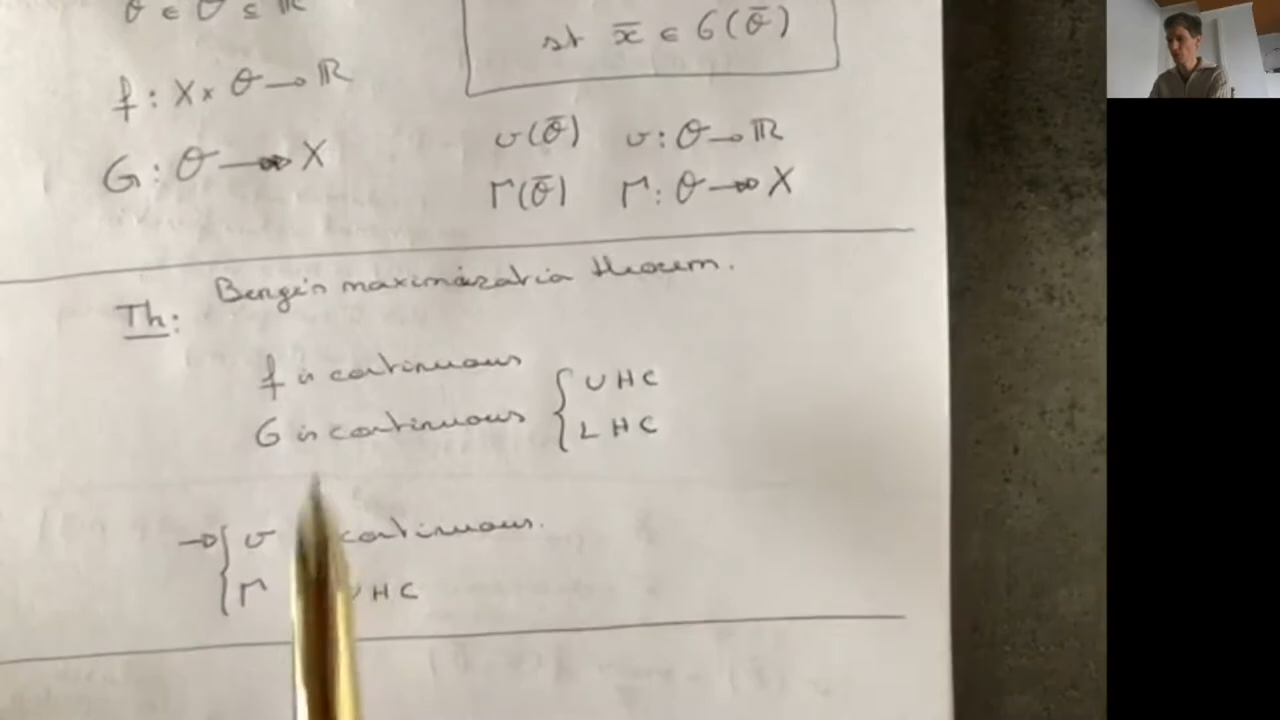 θ ∈ Θ ⊆ ℝ
st x̄ ∈ G(θ̄)
f : X × Θ → ℝ
G : Θ ↠ X
v(θ̄) v : Θ → ℝ
Γ(θ̄) Γ : Θ ↠ X
Th: Berge's maximization theorem.
f is continuous
G is continuous { UHC
LHC
→ { v continuous.
Γ UHC